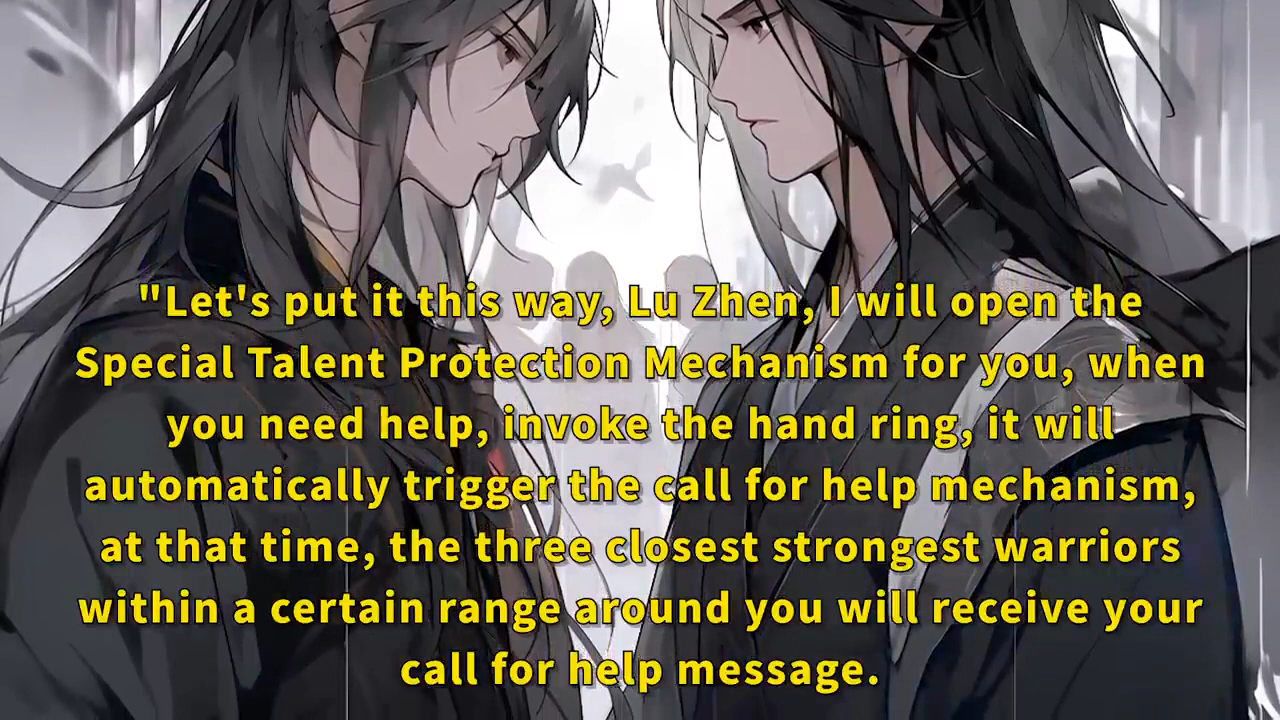 "Let's put it this way, Lu Zhen, I will open the
Special Talent Protection Mechanism for you, when
you need help, invoke the hand ring, it will
automatically trigger the call for help mechanism,
at that time, the three closest strongest warriors
within a certain range around you will receive your
call for help message.